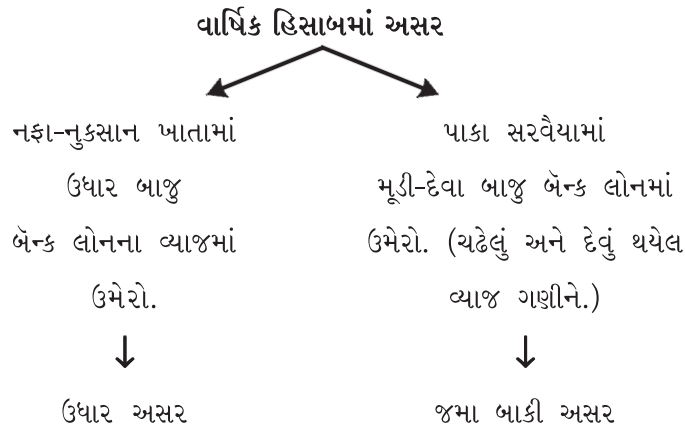 વાર્ષિક હિસાબમાં અસર
નફા-નુકસાન ખાતામાં
ઉધાર બાજુ
બૅન્ક લોનના વ્યાજમાં
ઉમેરો.
↓
ઉધાર અસર
પાકા સરવૈયામાં
મૂડી-દેવા બાજુ બૅન્ક લોનમાં
ઉમેરો. (ચઢેલું અને દેવું થયેલ
વ્યાજ ગણીને.)
↓
જમા બાકી અસર